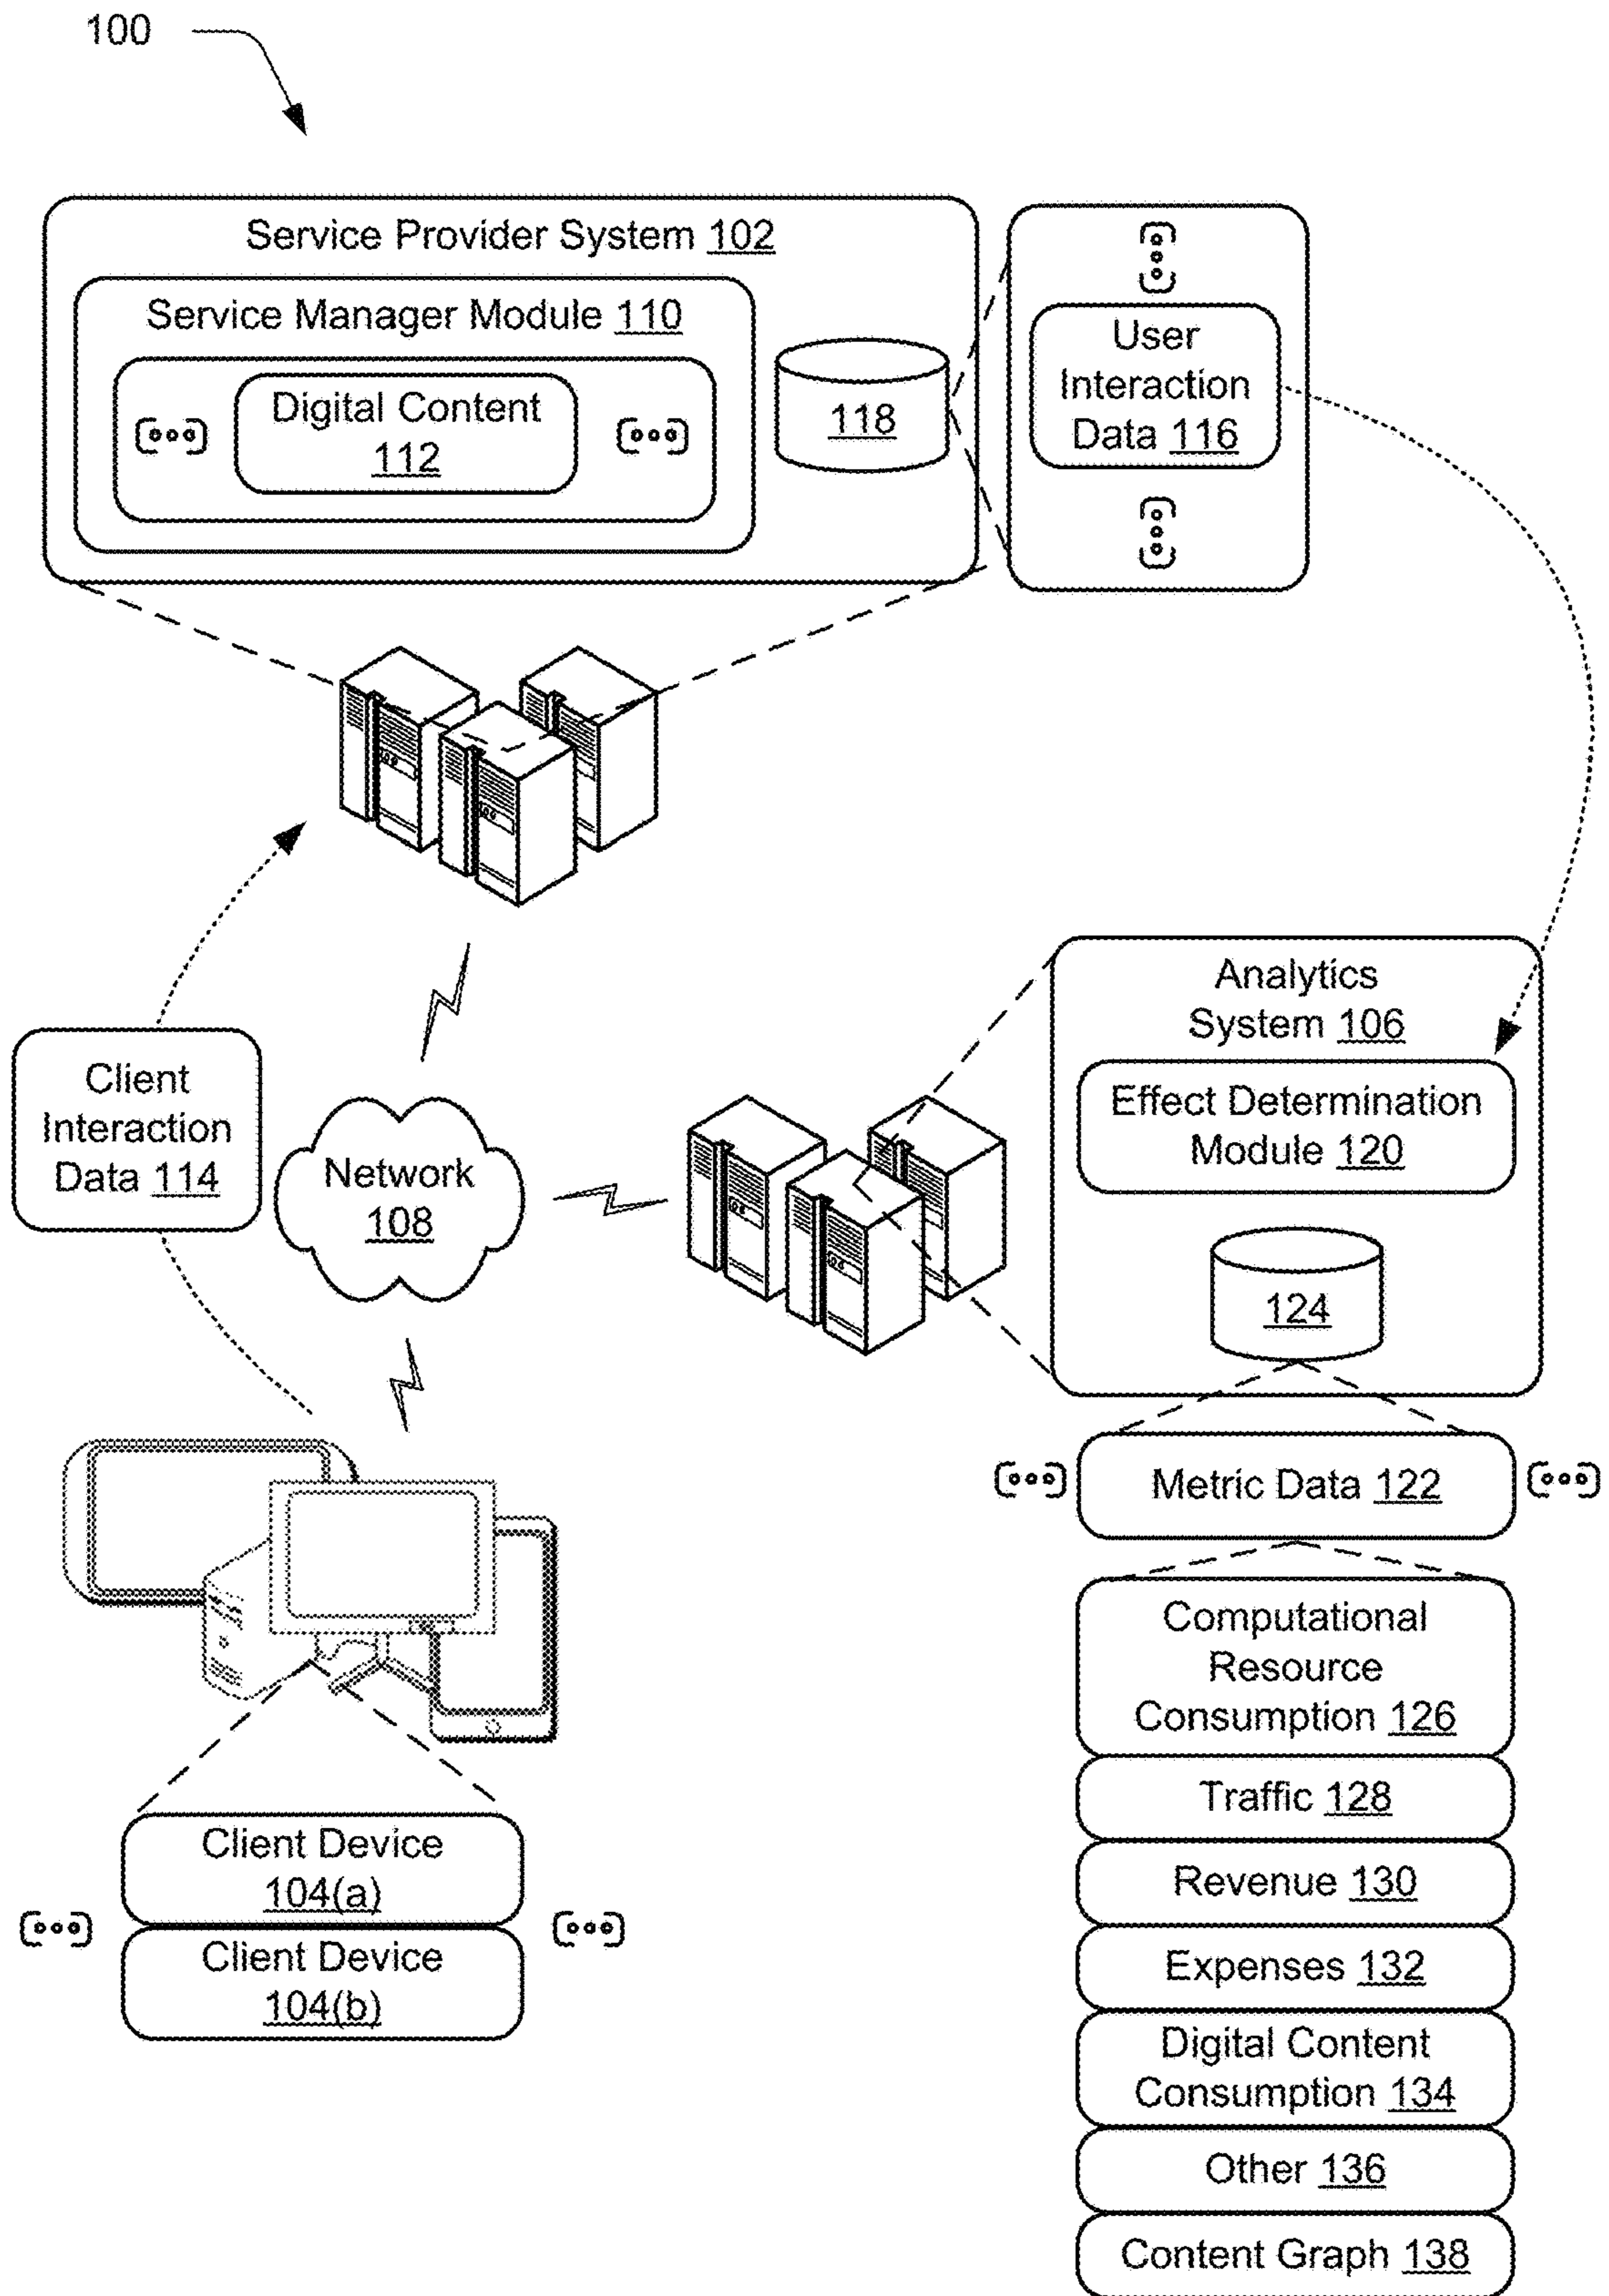 100
Service Provider System 102
Service Manager Module 110
Digital Content
112
118
User
Interaction
Data 116
Client
Interaction
Data 114
Network
108
Analytics
System 106
Effect Determination
Module 120
124
Metric Data 122
Computational
Resource
Consumption 126
Traffic 128
Revenue 130
Expenses 132
Digital Content
Consumption 134
Other 136
Content Graph 138
Client Device
104(a)
Client Device
104(b)